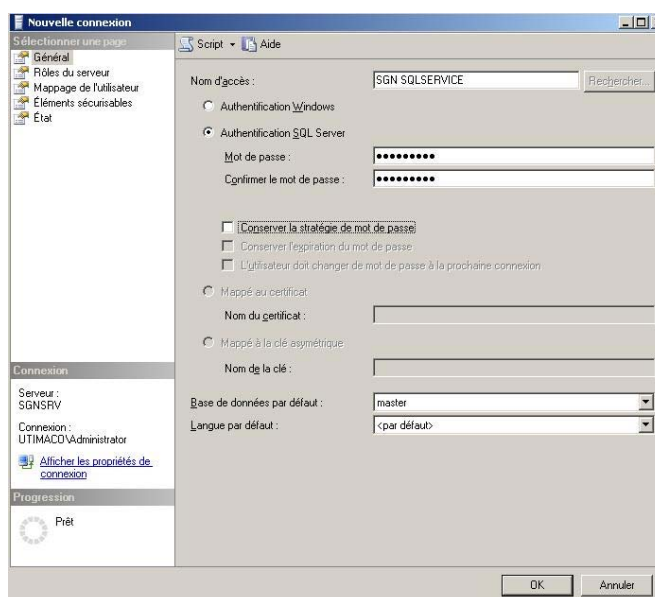 Nouvelle connexion
Sélectionner une page
Général
Rôles du serveur
Mappage de l'utilisateur
Éléments sécurisables
État
Script
Aide
Nom d'accès :
SGN SQLSERVICE
Rechercher...
Authentification Windows
Authentification SQL Server
Mot de passe :
●●●●●●●●●
Confirmer le mot de passe :
●●●●●●●●●
Conserver la stratégie de mot de passe
Conserver l'expiration du mot de passe
L'utilisateur doit changer de mot de passe à la prochaine connexion
Mappé au certificat
Nom du certificat :
Mappé à la clé asymétrique
Nom de la clé :
Base de données par défaut :
master
Langue par défaut :
<par défaut>
Connexion
Serveur :
SGNSRV
Connexion :
UTIMACO\Administrator
Afficher les propriétés de
connexion
Progression
Prêt
OK
Annuler